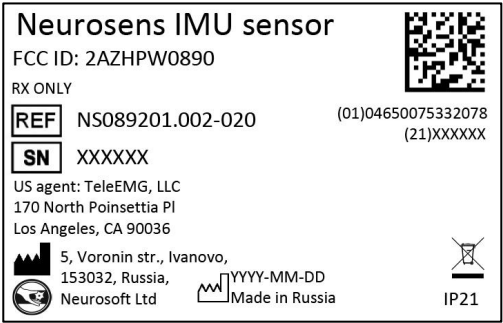 Neurosens IMU sensor
FCC ID: 2AZHPW0890
RX ONLY
REF NS089201.002-020
(01)04650075332078
(21)XXXXXX
SN XXXXXX
US agent: TeleEMG, LLC
170 North Poinsettia Pl
Los Angeles, CA 90036
5, Voronin str., Ivanovo,
153032, Russia,
Neurosoft Ltd
YYYY-MM-DD
Made in Russia
IP21